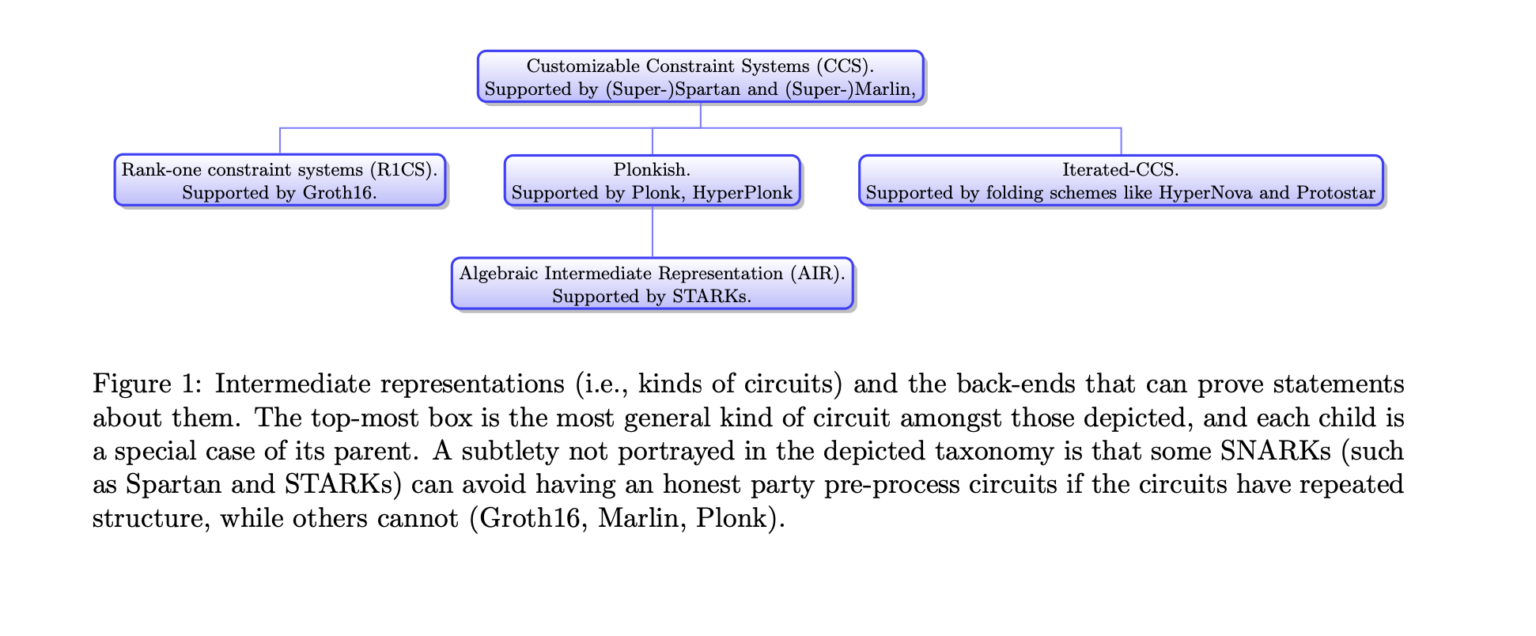 Customizable Constraint Systems (CCS).
Supported by (Super-)Spartan and (Super-)Marlin,
Rank-one constraint systems (R1CS).
Supported by Groth16.
Plonkish.
Supported by Plonk, HyperPlonk
Iterated-CCS.
Supported by folding schemes like HyperNova and Protostar
Algebraic Intermediate Representation (AIR).
Supported by STARKs.
Figure 1: Intermediate representations (i.e., kinds of circuits) and the back-ends that can prove statements
about them. The top-most box is the most general kind of circuit amongst those depicted, and each child is
a special case of its parent. A subtlety not portrayed in the depicted taxonomy is that some SNARKs (such
as Spartan and STARKs) can avoid having an honest party pre-process circuits if the circuits have repeated
structure, while others cannot (Groth16, Marlin, Plonk).